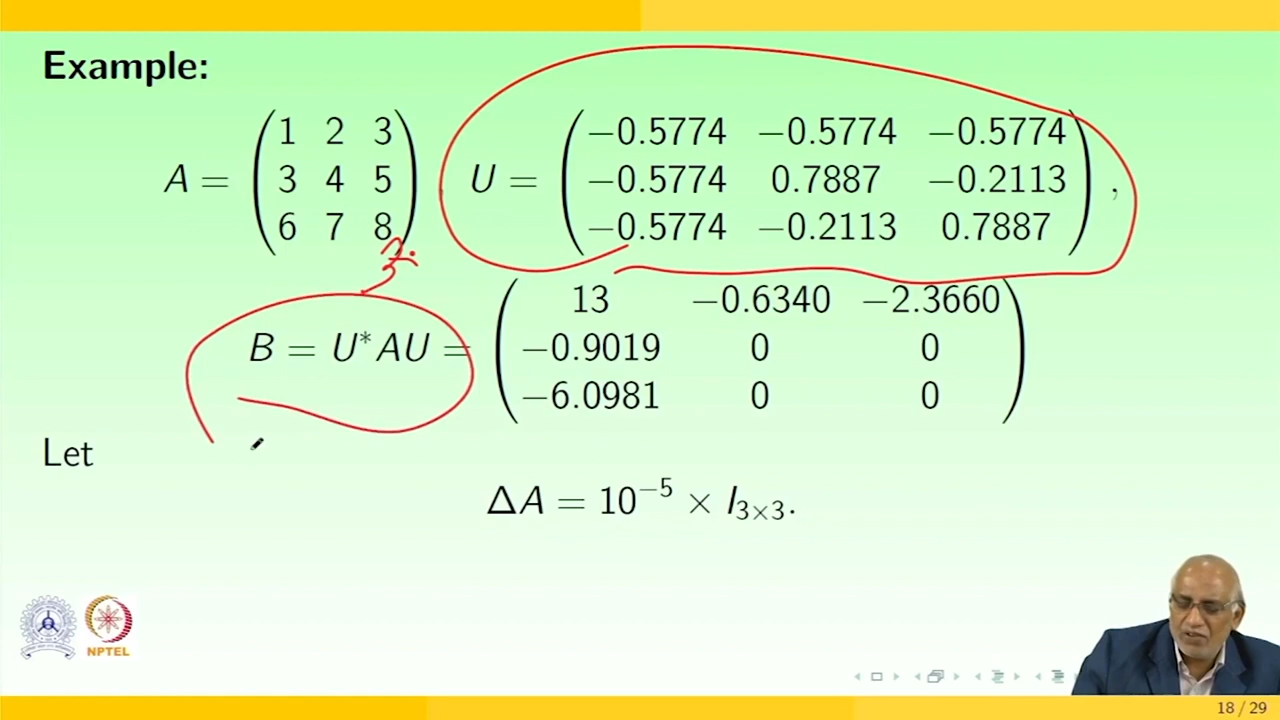 Example:
A = (1 2 3; 3 4 5; 6 7 8) U = (−0.5774 −0.5774 −0.5774; −0.5774 0.7887 −0.2113; −0.5774 −0.2113 0.7887),
B = U*AU = (13 −0.6340 −2.3660; −0.9019 0 0; −6.0981 0 0)
Let
ΔA = 10⁻⁵ × I₃ₓ₃.
NPTEL
18 / 29